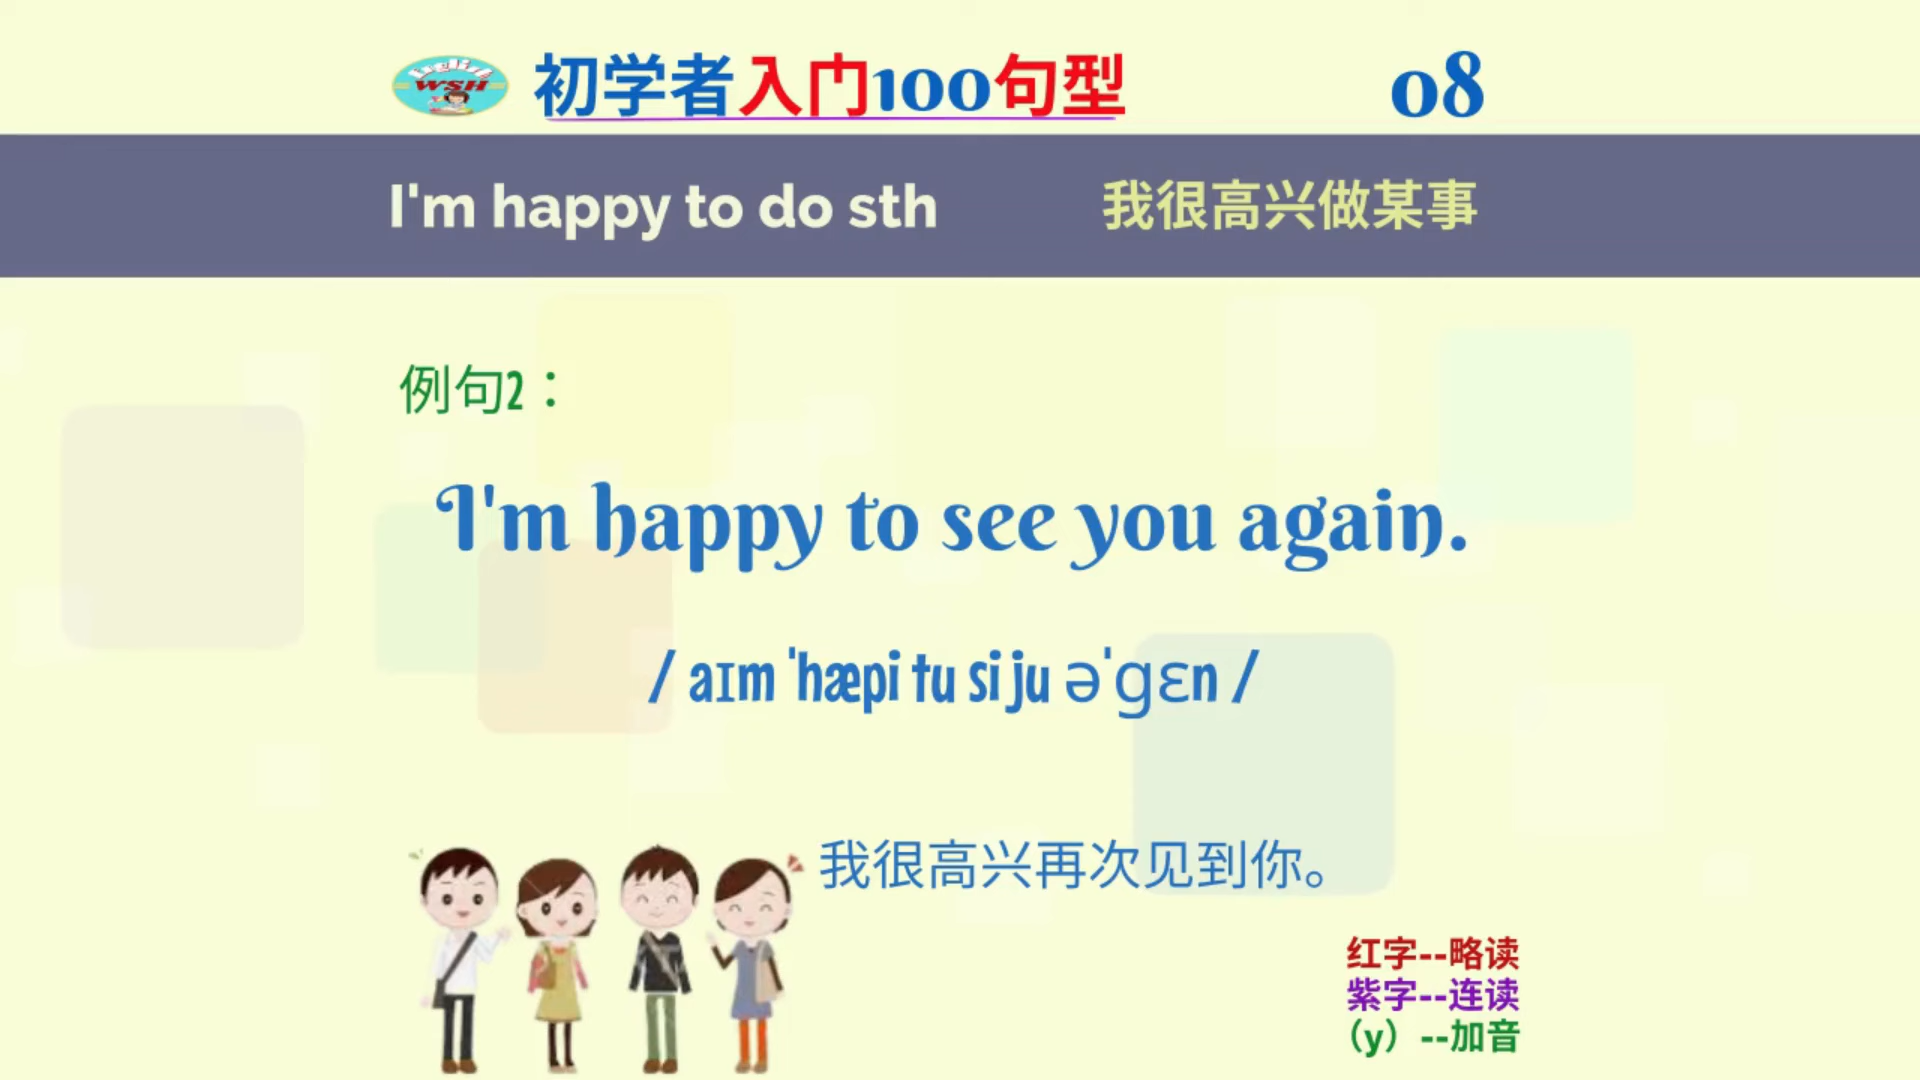 English
WSH
初学者入门100句型
08
I'm happy to do sth
我很高兴做某事
例句2：
I'm happy to see you again.
/ aɪm ˈhæpi tu si ju əˈɡɛn /
我很高兴再次见到你。
红字--略读
紫字--连读
（y）--加音